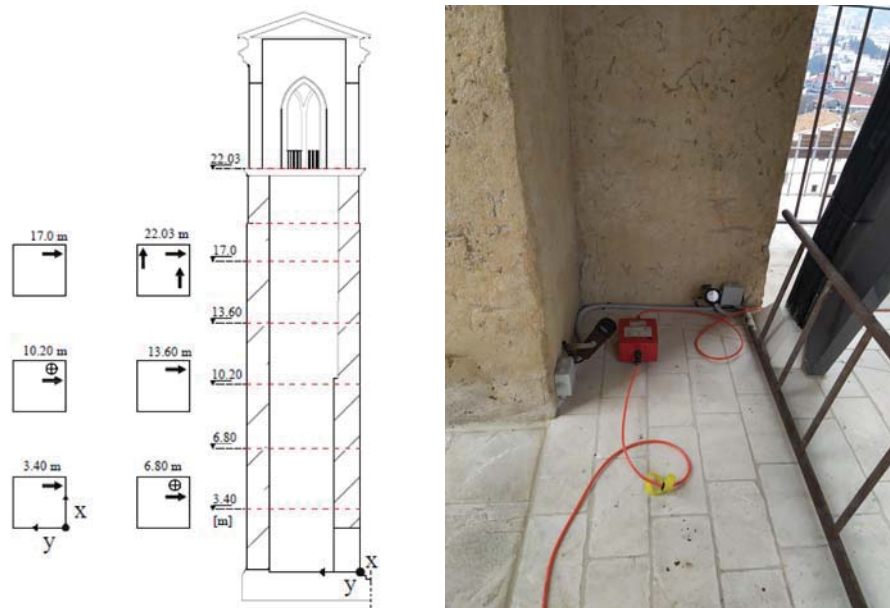 17.0 m
22.03 m
10.20 m
13.60 m
3.40 m
x
y
6.80 m
22.03
17.0
13.60
10.20
6.80
3.40
[m]
x
y